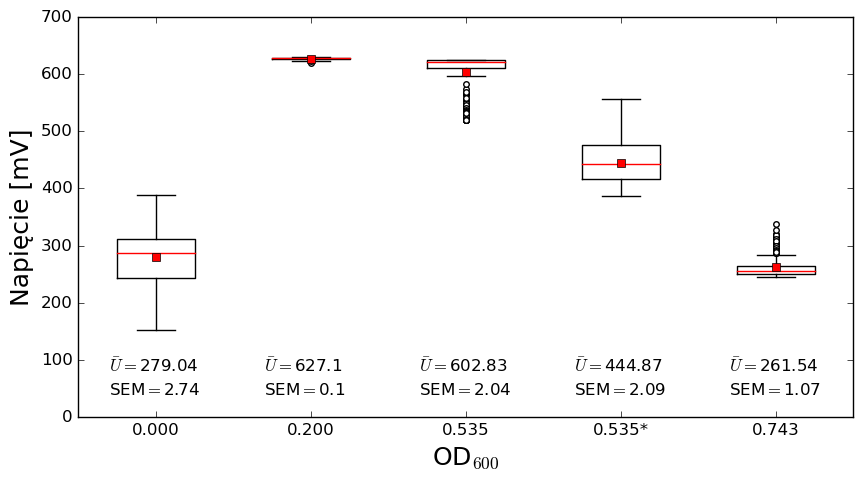 700
600
500
400
300
200
100
0
Napięcie [mV]
Ū = 279.04
SEM = 2.74
Ū = 627.1
SEM = 0.1
Ū = 602.83
SEM = 2.04
Ū = 444.87
SEM = 2.09
Ū = 261.54
SEM = 1.07
0.000
0.200
0.535
0.535*
0.743
OD₆₀₀